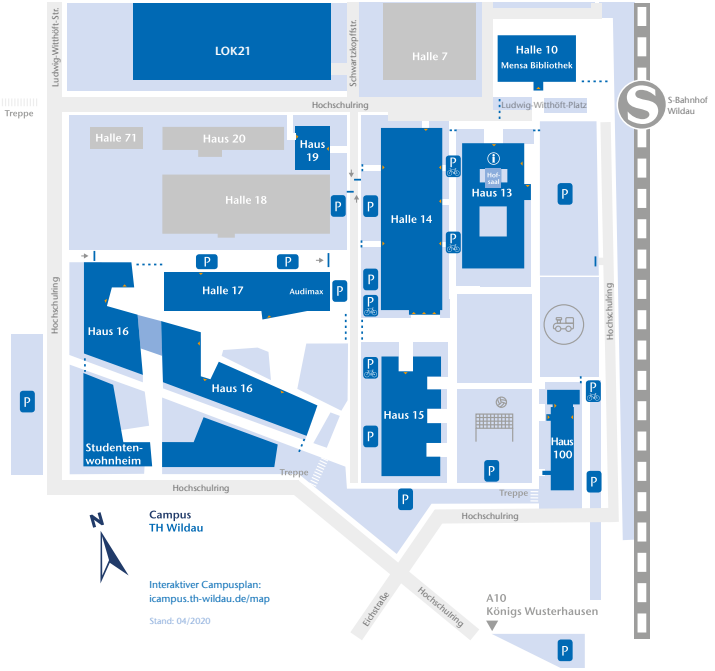 Ludwig-Witthöft-Str.
LOK21
Schwartzkopffstr.
Halle 7
Halle 10
Mensa Bibliothek
S
S-Bahnhof
Wildau
Treppe
Hochschulring
Ludwig-Witthöft-Platz
Halle 71
Haus 20
Haus
19
Halle 18
P
P
Halle 14
P
P
i
Hör-
saal
Haus 13
P
P
P
Halle 17
Audimax
P
P
P
Hochschulring
Hochschulring
Haus 16
Haus 16
P
P
Haus 15
P
P
Haus
100
P
P
P
Studenten-
wohnheim
Treppe
Hochschulring
P
Treppe
Hochschulring
N
Campus
TH Wildau
Interaktiver Campusplan:
icampus.th-wildau.de/map
Stand: 04/2020
Eichstraße
Hochschulring
A10
Königs Wusterhausen
P